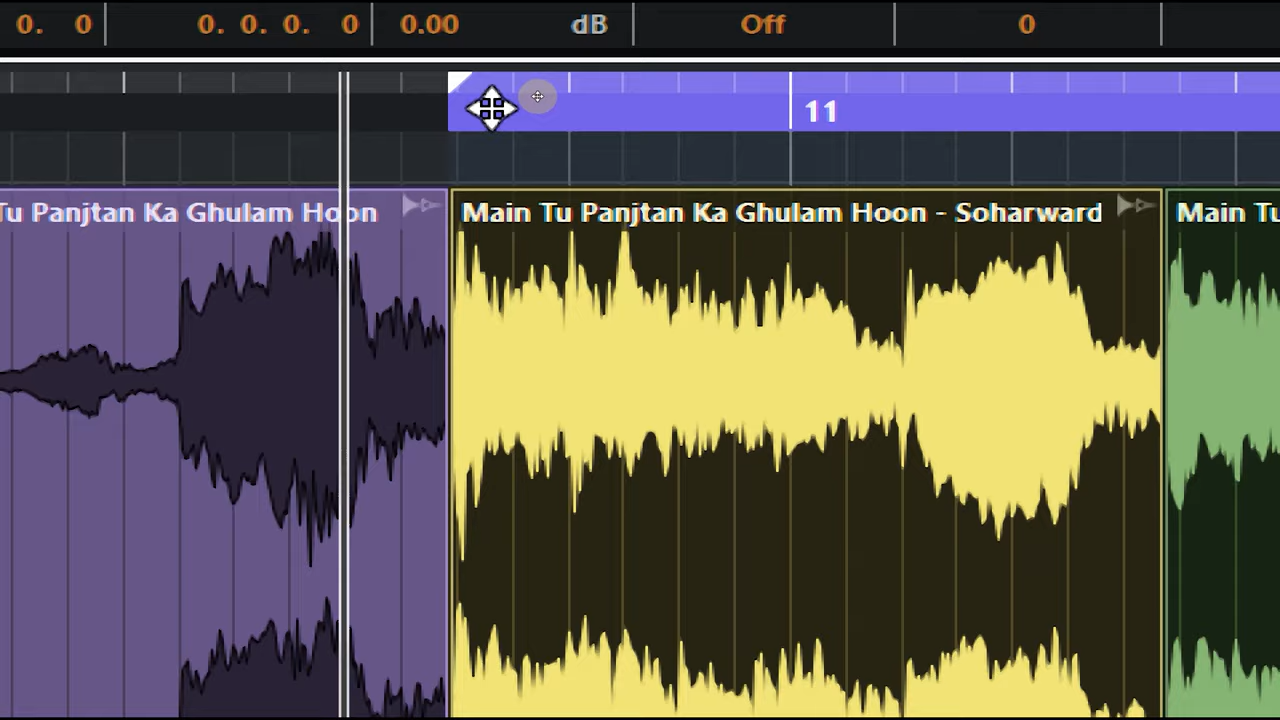 0. 0 0. 0. 0. 0 0.00 dB Off 0
11
Tu Panjtan Ka Ghulam Hoon Main Tu Panjtan Ka Ghulam Hoon - Soharward Main Tu